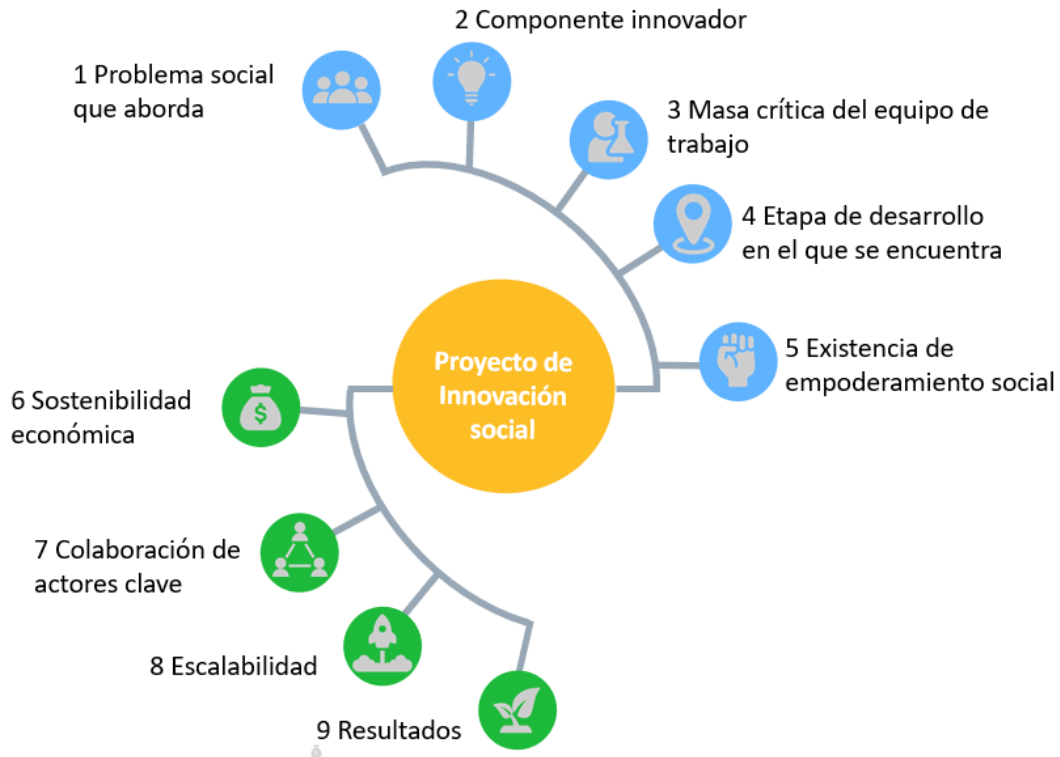 1 Problema social
que aborda
2 Componente innovador
3 Masa crítica del equipo de
trabajo
4 Etapa de desarrollo
en el que se encuentra
5 Existencia de
empoderamiento social
Proyecto de
Innovación
social
6 Sostenibilidad
económica
$
7 Colaboración de
actores clave
8 Escalabilidad
9 Resultados